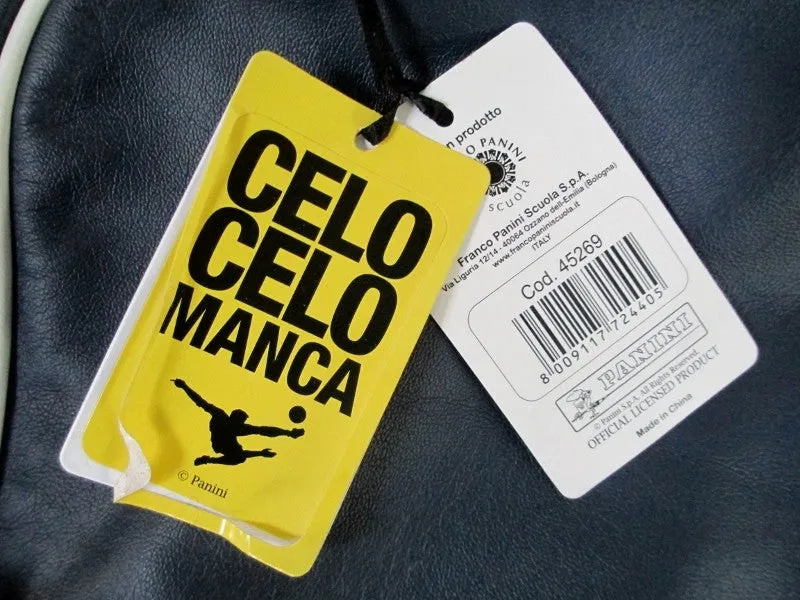 CELO
CELO
MANCA
© Panini
n prodotto
O PANINI
scuola
Franco Panini Scuola S.p.A.
Via Liguria 12/14 - 40064 Ozzano dell'Emilia (Bologna)
www.francopaniniscuola.it
ITALY
Cod. 45269
8 009117 724405
PANINI
© Panini S.p.A. All Rights Reserved.
OFFICIAL LICENSED PRODUCT
Made in China